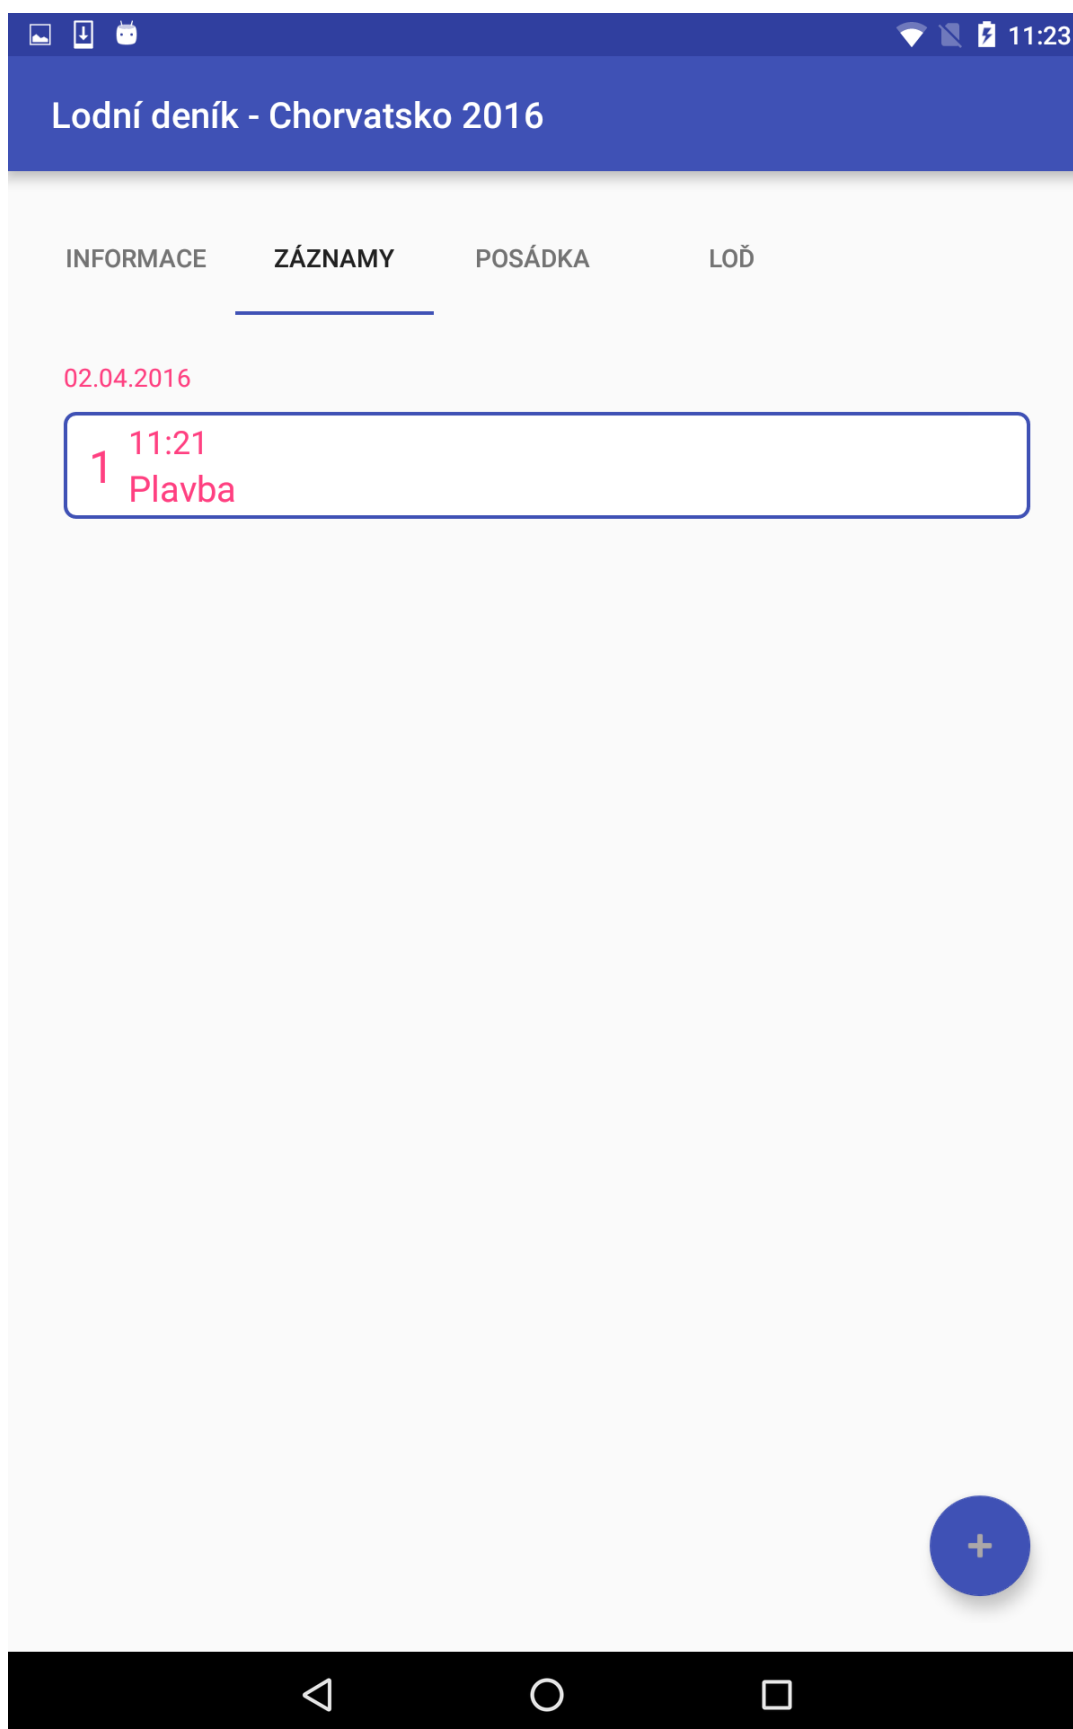 11:23
Lodní deník - Chorvatsko 2016
INFORMACE ZÁZNAMY POSÁDKA LOĎ
02.04.2016
1 11:21
Plavba
+